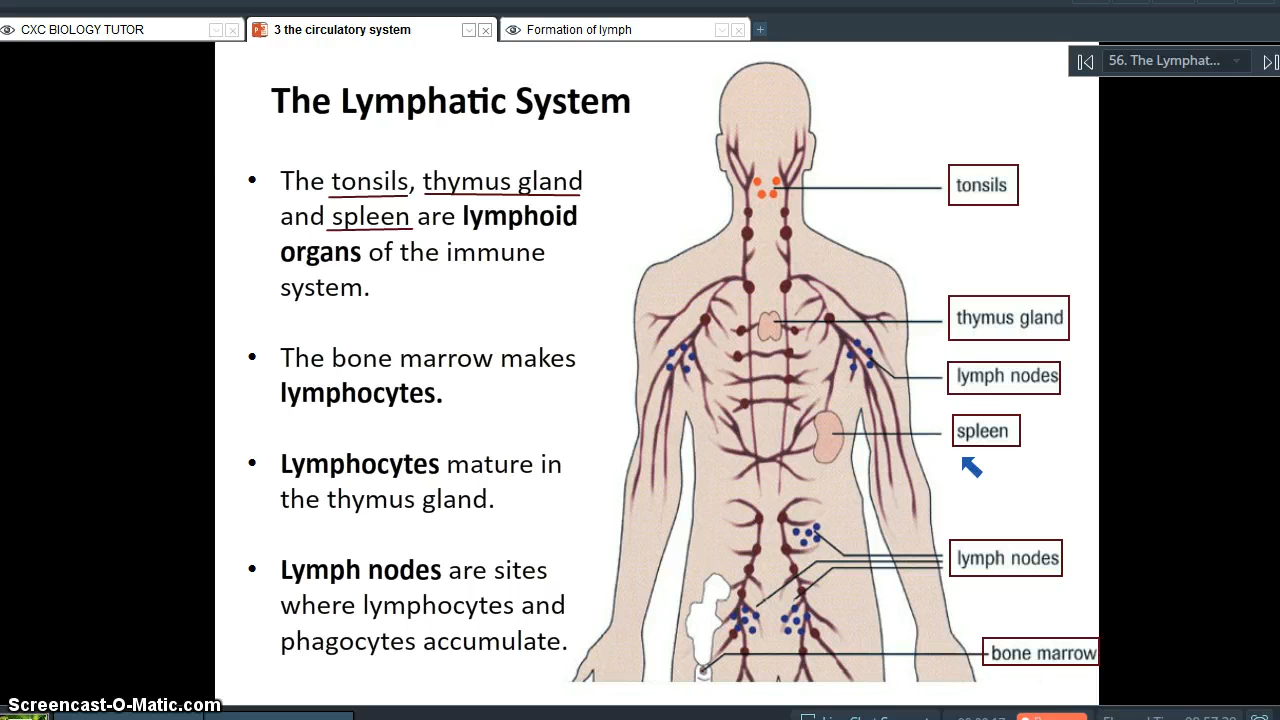 CXC BIOLOGY TUTOR
3 the circulatory system
Formation of lymph
56. The Lymphat...
The Lymphatic System
• The tonsils, thymus gland
and spleen are lymphoid
organs of the immune
system.
• The bone marrow makes
lymphocytes.
• Lymphocytes mature in
the thymus gland.
• Lymph nodes are sites
where lymphocytes and
phagocytes accumulate.
tonsils
thymus gland
lymph nodes
spleen
lymph nodes
bone marrow
Screencast-O-Matic.com